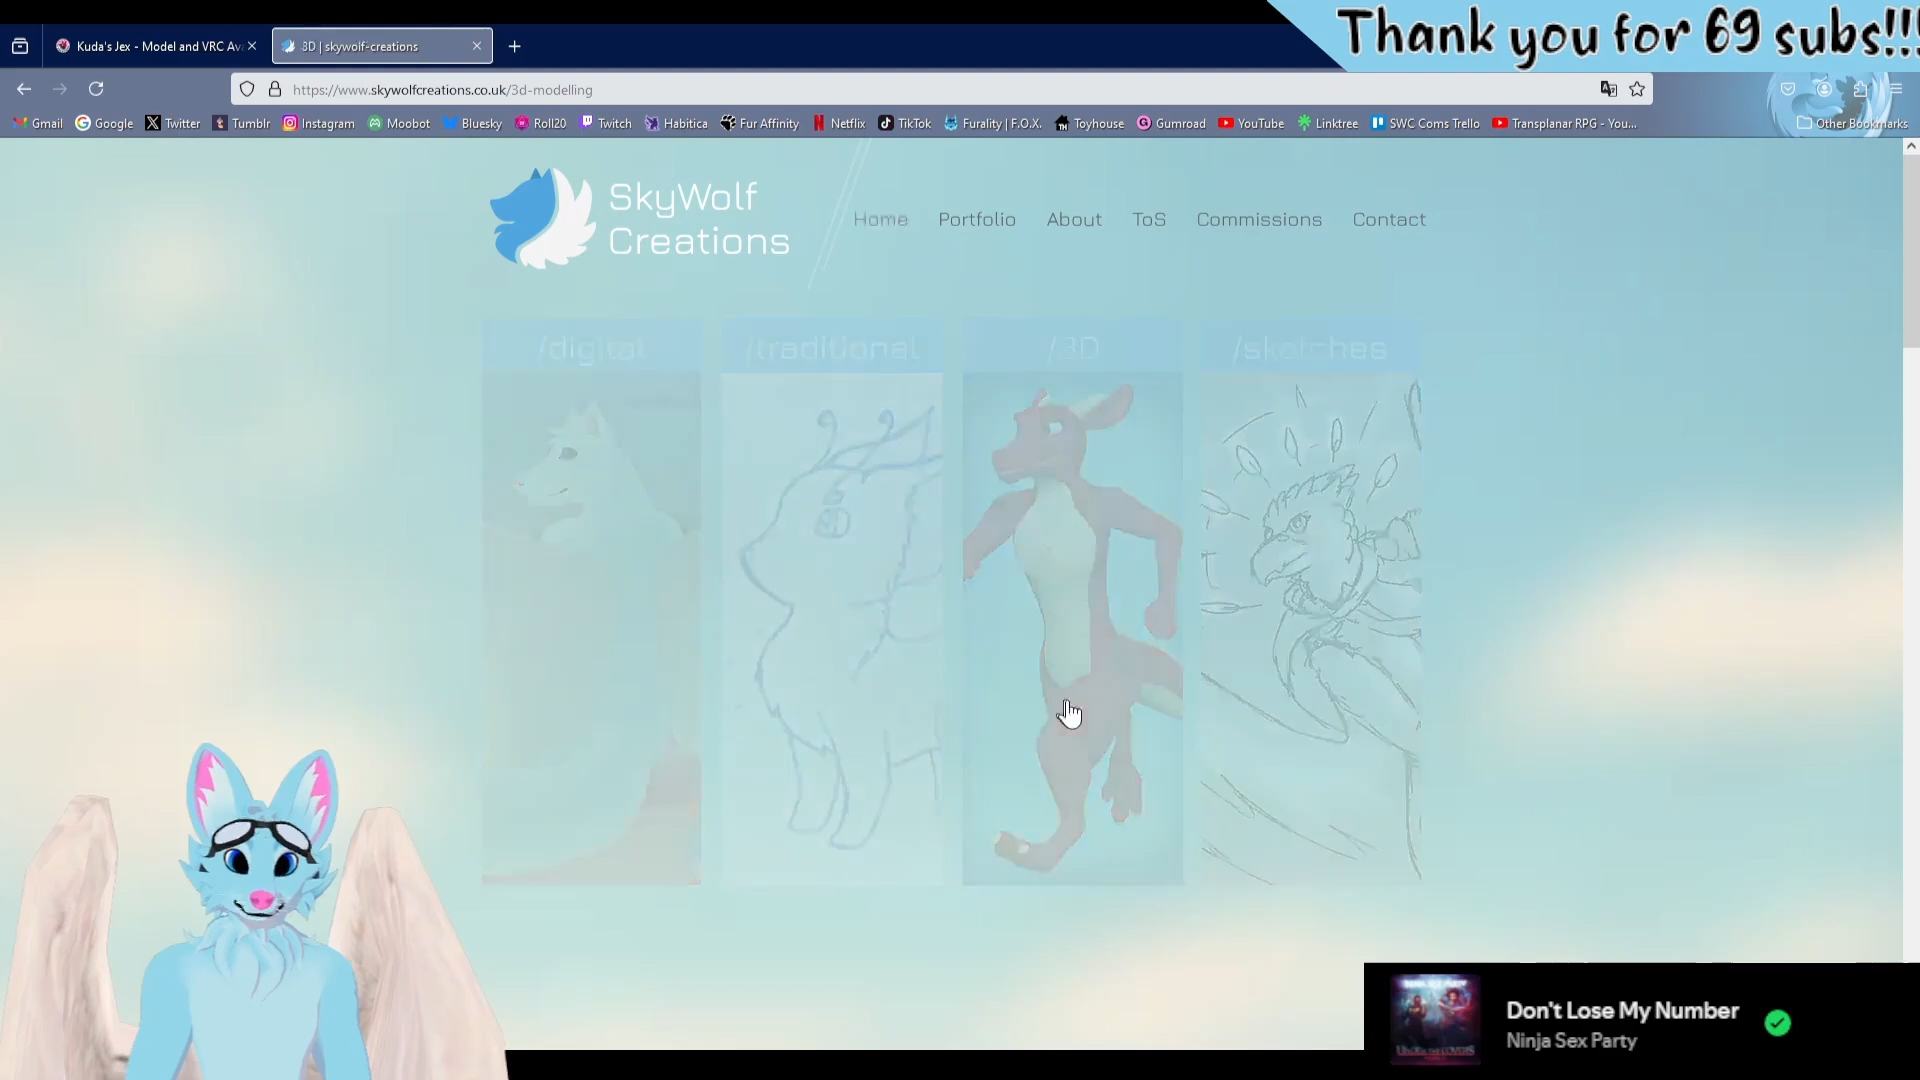 Thank you for 69 subs!!!
Kuda's Jex - Model and VRC Av
3D | skywolf-creations
https://www.skywolfcreations.co.uk/3d-modelling
Gmail
Google
Twitter
Tumblr
Instagram
Moobot
Bluesky
Roll20
Twitch
Habitica
Fur Affinity
Netflix
TikTok
Furality | F.O.X.
Toyhouse
Gumroad
YouTube
Linktree
SWC Coms Trello
Transplanar RPG - You...
Other Bookmarks
SkyWolf
Creations
Home
Portfolio
About
ToS
Commissions
Contact
/digital
/traditional
/3D
/sketches
Don't Lose My Number
Ninja Sex Party